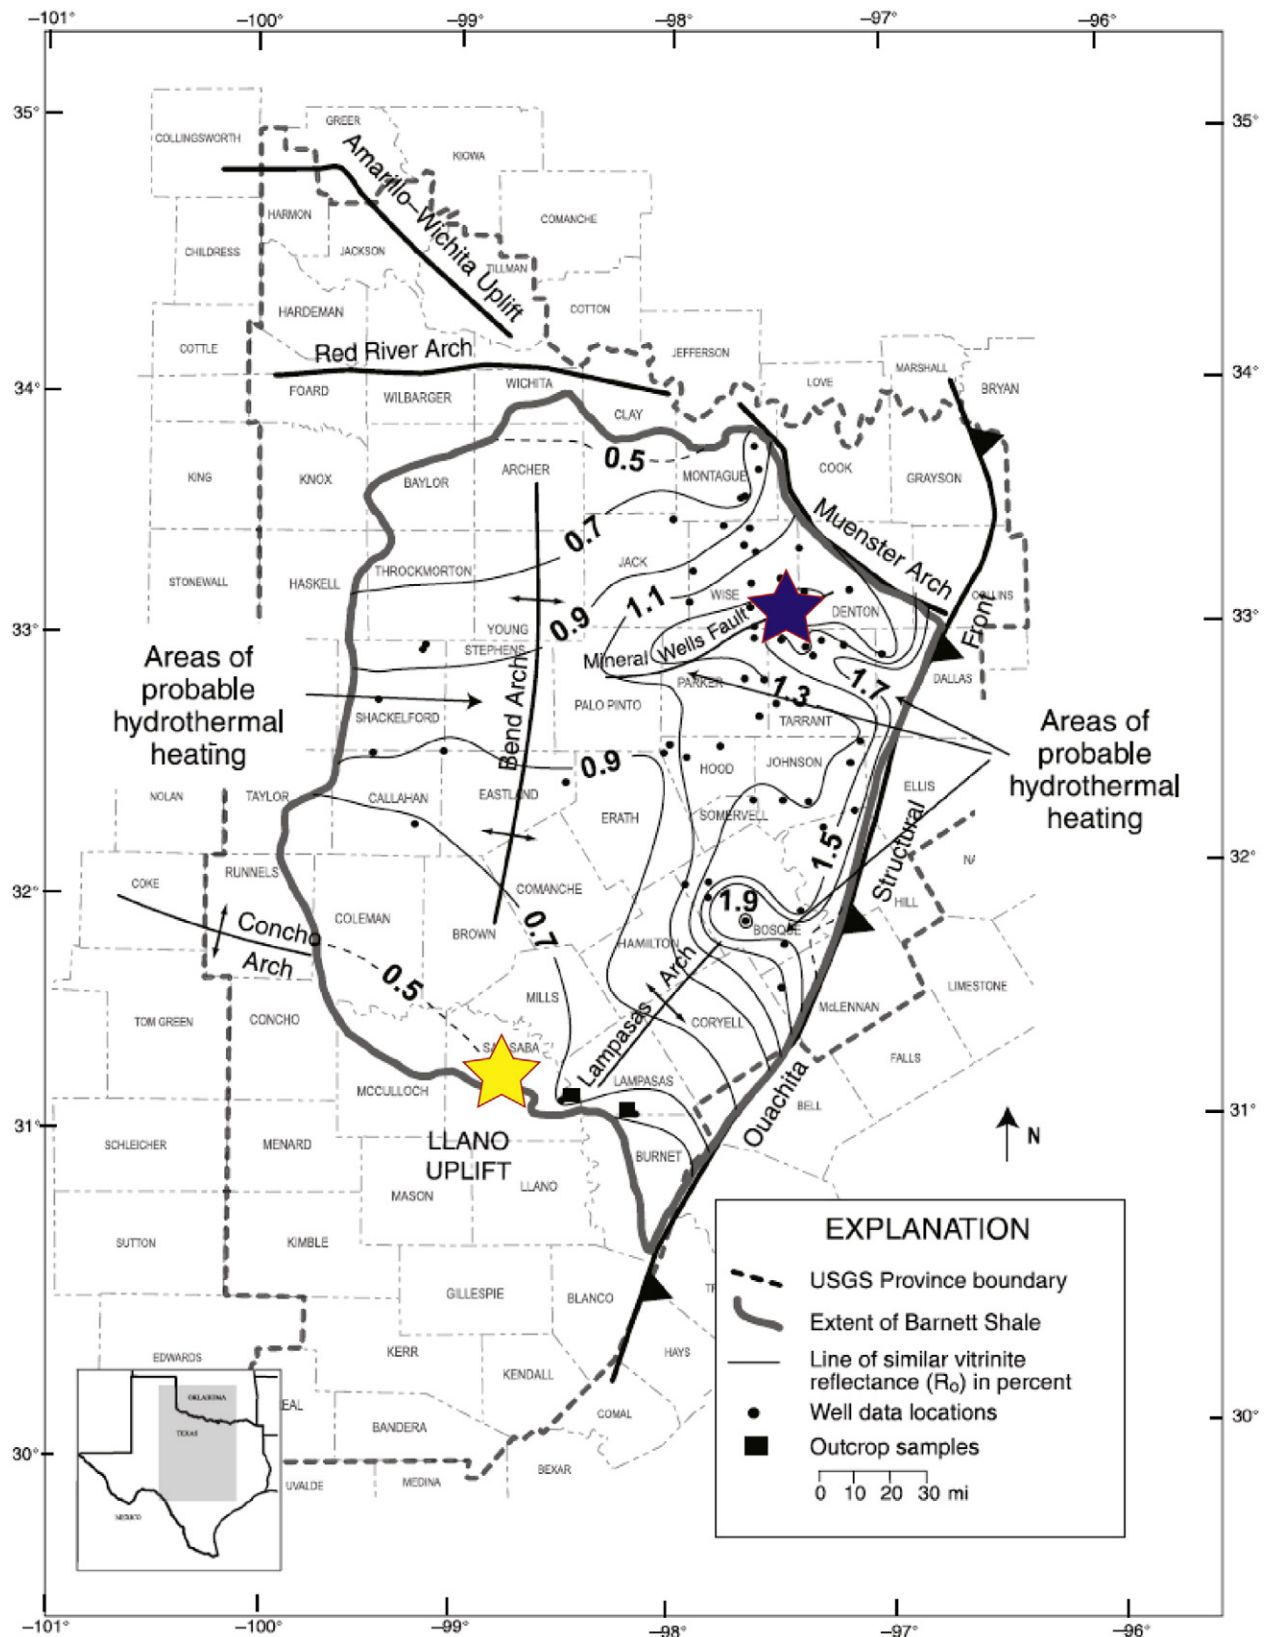 –101°
–100°
–99°
–98°
–97°
–96°
35°
35°
34°
34°
33°
33°
32°
32°
31°
31°
30°
30°
GREER
COLLINGSWORTH
KIOWA
Amarillo–Wichita Uplift
HARMON
COMANCHE
CHILDRESS
JACKSON
TILLMAN
HARDEMAN
COTTON
COTTLE
Red River Arch
JEFFERSON
MARSHALL
FOARD
WILBARGER
WICHITA
LOVE
BRYAN
CLAY
0.5
KING
KNOX
BAYLOR
ARCHER
MONTAGUE
COOK
GRAYSON
0.7
Muenster Arch
STONEWALL
HASKELL
THROCKMORTON
JACK
WISE
COLLINS
1.1
DENTON
0.9
YOUNG
STEPHENS
Mineral Wells Fault
Front
Areas of
probable
hydrothermal
heating
PARKER
1.3
1.7
DALLAS
SHACKELFORD
Bend Arch
PALO PINTO
TARRANT
Areas of
probable
hydrothermal
heating
0.9
HOOD
JOHNSON
ELLIS
NOLAN
TAYLOR
CALLAHAN
EASTLAND
ERATH
SOMERVELL
1.5
Structural
COKE
RUNNELS
COMANCHE
NA
1.9
HILL
Concho
Arch
COLEMAN
BROWN
0.7
BOSQUE
HAMILTON
0.5
Lampasas Arch
LIMESTONE
TOM GREEN
CONCHO
MILLS
CORYELL
McLENNAN
SAN SABA
FALLS
MCCULLOCH
LAMPASAS
BELL
Ouachita
SCHLEICHER
MENARD
LLANO
UPLIFT
BURNET
N
MASON
LLANO
SUTTON
KIMBLE
GILLESPIE
BLANCO
TR
EDWARDS
KERR
KENDALL
HAYS
EAL
BANDERA
COMAL
UVALDE
MEDINA
BEXAR
OKLAHOMA
TEXAS
MEXICO
EXPLANATION
USGS Province boundary
Extent of Barnett Shale
Line of similar vitrinite
reflectance (Ro) in percent
Well data locations
Outcrop samples
0 10 20 30 mi
–101°
–100°
–99°
–98°
–97°
–96°